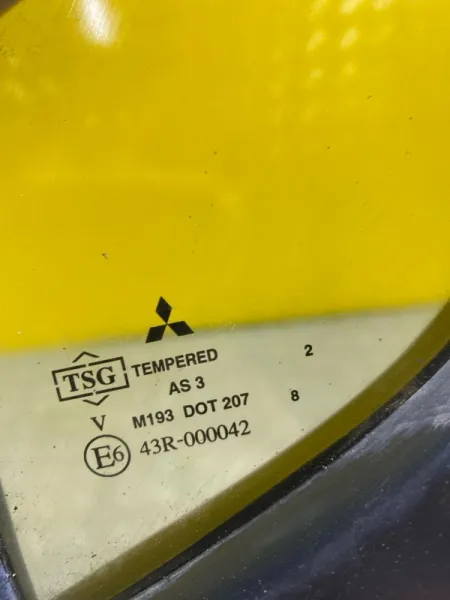 TSG TEMPERED 2
AS 3
V M193 DOT 207 8
E6 43R-000042